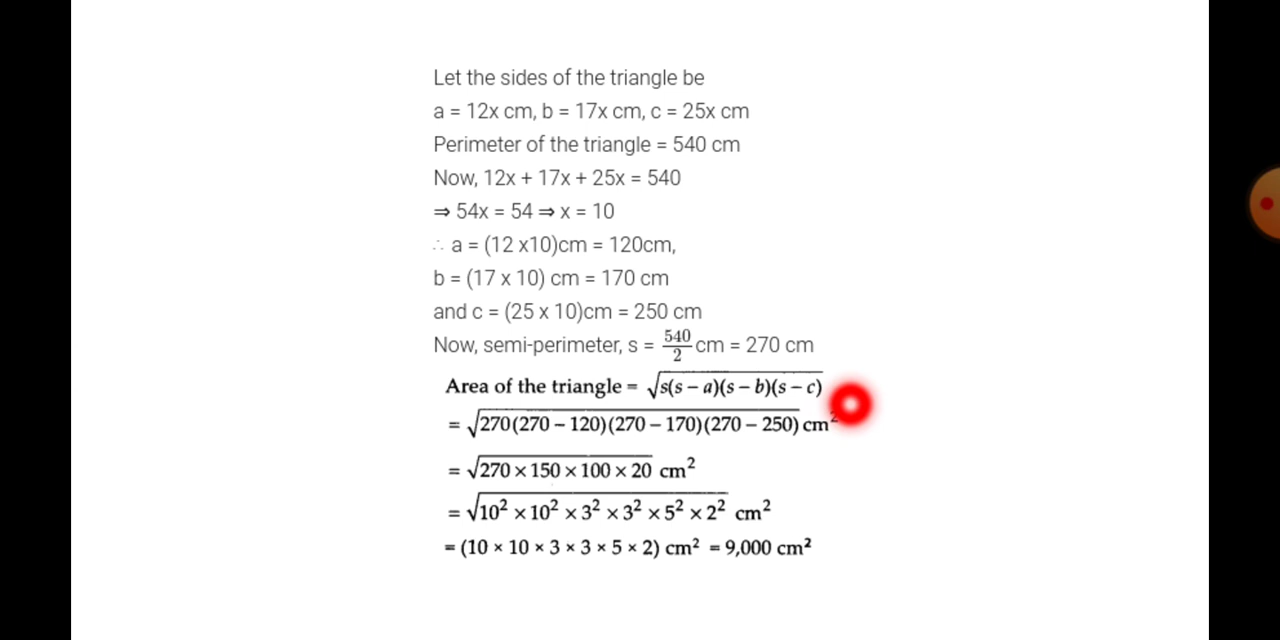 Let the sides of the triangle be
a = 12x cm, b = 17x cm, c = 25x cm
Perimeter of the triangle = 540 cm
Now, 12x + 17x + 25x = 540
⇒ 54x = 54 ⇒ x = 10
∴ a = (12 x10)cm = 120cm,
b = (17 x 10) cm = 170 cm
and c = (25 x 10)cm = 250 cm
Now, semi-perimeter, s = 540/2 cm = 270 cm
Area of the triangle = √(s(s − a)(s − b)(s − c))
= √(270(270 − 120)(270 − 170)(270 − 250)) cm²
= √(270 × 150 × 100 × 20) cm²
= √(10² × 10² × 3² × 3² × 5² × 2²) cm²
= (10 × 10 × 3 × 3 × 5 × 2) cm² = 9,000 cm²